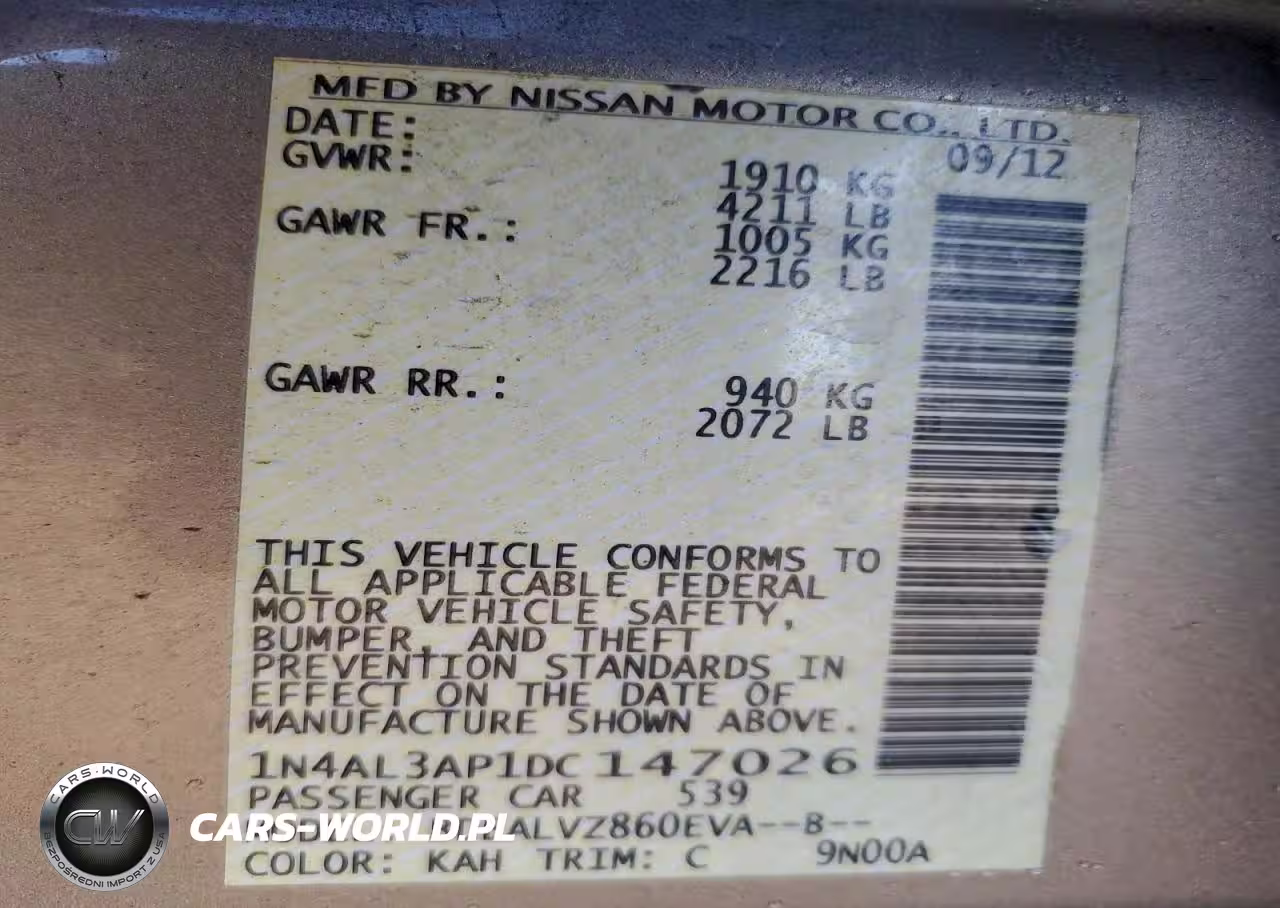 MFD BY NISSAN MOTOR CO., LTD.
DATE: 09/12
GVWR: 1910 KG
4211 LB
GAWR FR.: 1005 KG
2216 LB
GAWR RR.: 940 KG
2072 LB
THIS VEHICLE CONFORMS TO
ALL APPLICABLE FEDERAL
MOTOR VEHICLE SAFETY,
BUMPER, AND THEFT
PREVENTION STANDARDS IN
EFFECT ON THE DATE OF
MANUFACTURE SHOWN ABOVE.
1N4AL3AP1DC147026
PASSENGER CAR 539
ALVZ860EVA--B--
COLOR: KAH TRIM: C 9N00A
CARS-WORLD
CW
BEZPOŚREDNI IMPORT Z USA
CARS-WORLD.PL